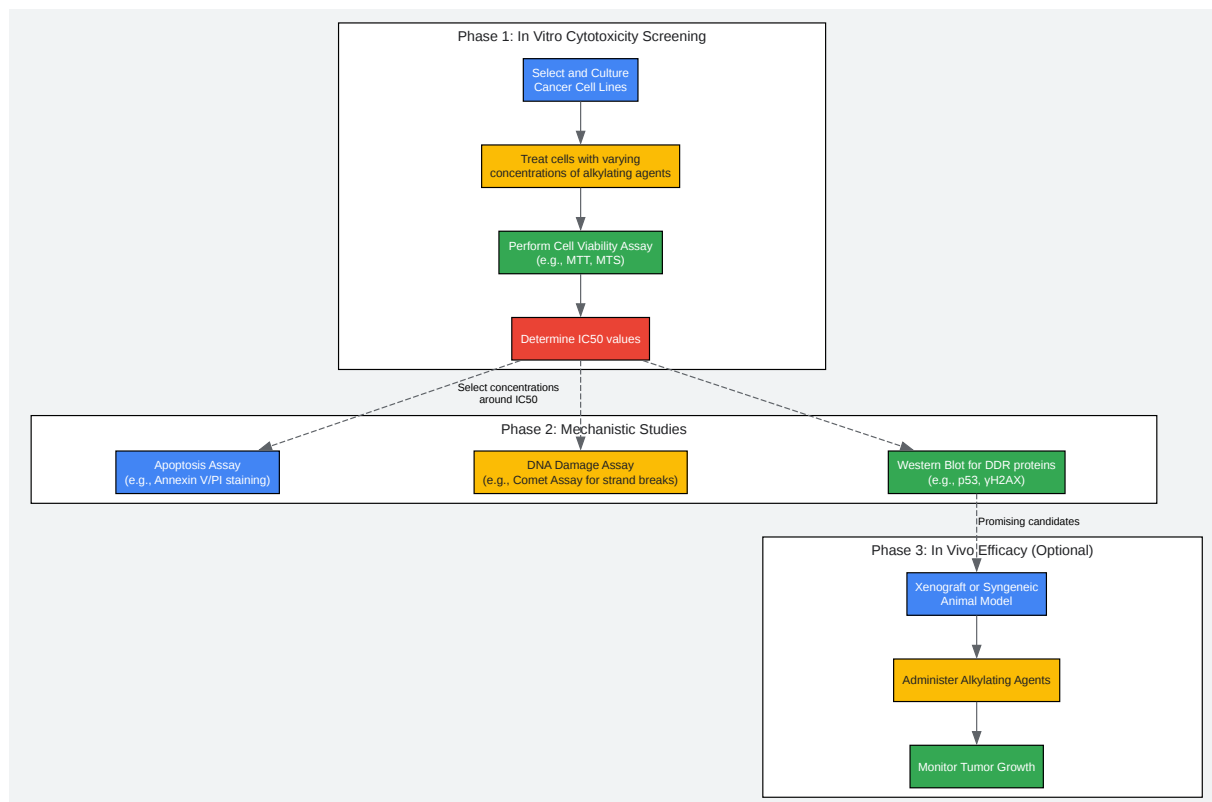 Phase 1: In Vitro Cytotoxicity Screening
Select and Culture
Cancer Cell Lines
Treat cells with varying
concentrations of alkylating agents
Perform Cell Viability Assay
(e.g., MTT, MTS)
Determine IC50 values
Select concentrations
around IC50
Phase 2: Mechanistic Studies
Apoptosis Assay
(e.g., Annexin V/PI staining)
DNA Damage Assay
(e.g., Comet Assay for strand breaks)
Western Blot for DDR proteins
(e.g., p53, γH2AX)
Promising candidates
Phase 3: In Vivo Efficacy (Optional)
Xenograft or Syngeneic
Animal Model
Administer Alkylating Agents
Monitor Tumor Growth